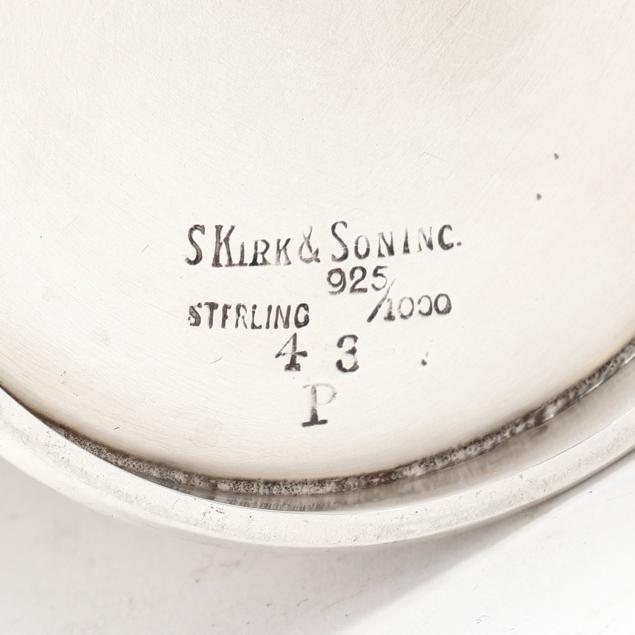 S KIRK & SON INC.
925/1000
STERLING
4 3
P